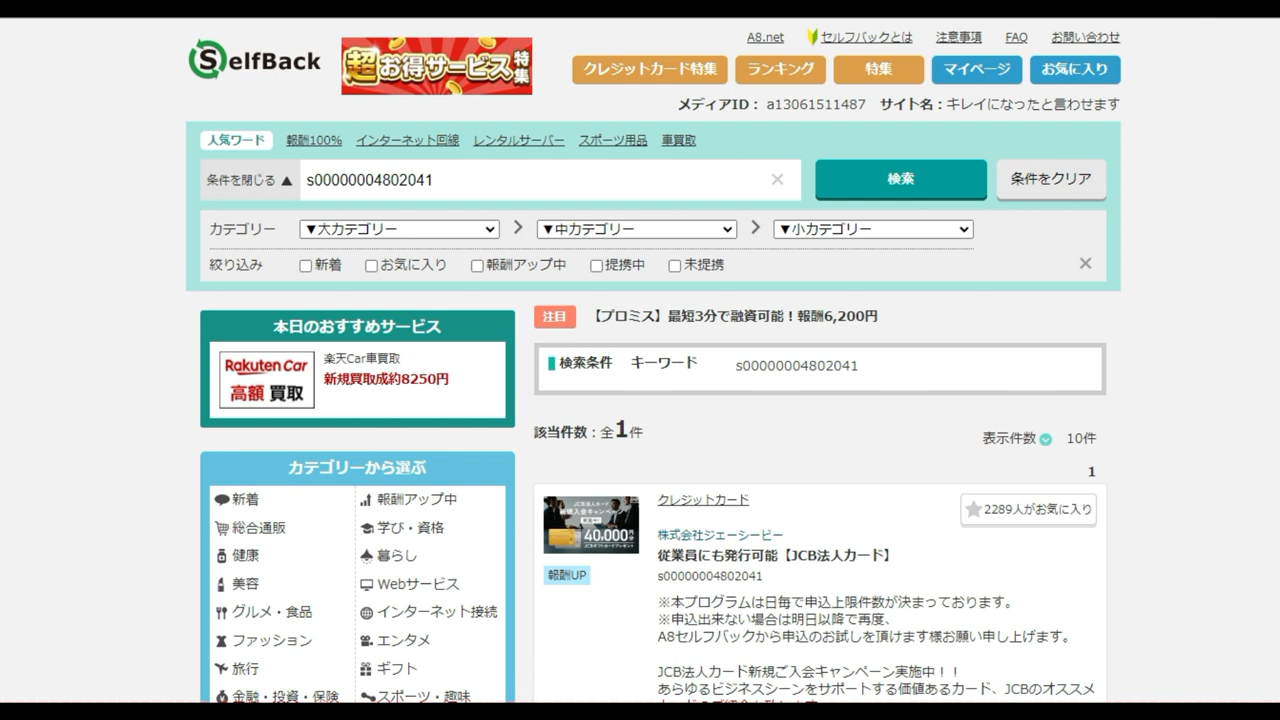 SelfBack
超お得サービス特集
A8.net セルフバックとは 注意事項 FAQ お問い合わせ
クレジットカード特集 ランキング 特集 マイページ お気に入り
メディアID： a13061511487 サイト名：キレイになったと言わせます
人気ワード 報酬100% インターネット回線 レンタルサーバー スポーツ用品 車買取
条件を閉じる ▲ s00000004802041 × 検索 条件をクリア
カテゴリー ▼大カテゴリー > ▼中カテゴリー > ▼小カテゴリー
絞り込み 新着 お気に入り 報酬アップ中 提携中 未提携 ×
本日のおすすめサービス
Rakuten Car
高額 買取
楽天Car車買取
新規買取成約8250円
カテゴリーから選ぶ
新着 報酬アップ中
総合通販 学び・資格
健康 暮らし
美容 Webサービス
グルメ・食品 インターネット接続
ファッション エンタメ
旅行 ギフト
金融・投資・保険 スポーツ・趣味
注目 【プロミス】最短3分で融資可能！報酬6,200円
検索条件 キーワード s00000004802041
該当件数：全1件
表示件数 10件
1
JCB法人カード
新規入会キャンペーン
40,000円分
クレジットカード
2289人がお気に入り
株式会社ジェーシービー
従業員にも発行可能【JCB法人カード】
報酬UP
s00000004802041
※本プログラムは日毎で申込上限件数が決まっております。
※申込出来ない場合は明日以降で再度、
A8セルフバックから申込のお試しを頂けます様お願い申し上げます。
JCB法人カード新規ご入会キャンペーン実施中！！
あらゆるビジネスシーンをサポートする価値あるカード、JCBのオススメ